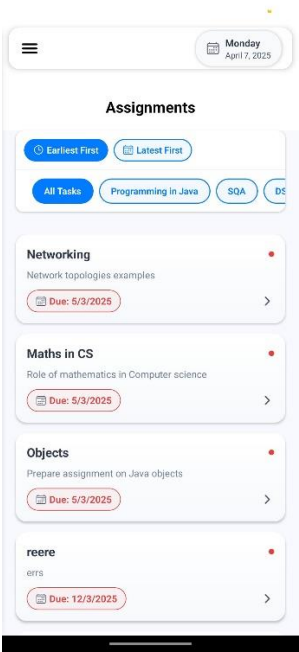 Monday
April 7, 2025
Assignments
Earliest First
Latest First
All Tasks
Programming in Java
SQA
DS
Networking
Network topologies examples
Due: 5/3/2025
Maths in CS
Role of mathematics in Computer science
Due: 5/3/2025
Objects
Prepare assignment on Java objects
Due: 5/3/2025
reere
errs
Due: 12/3/2025